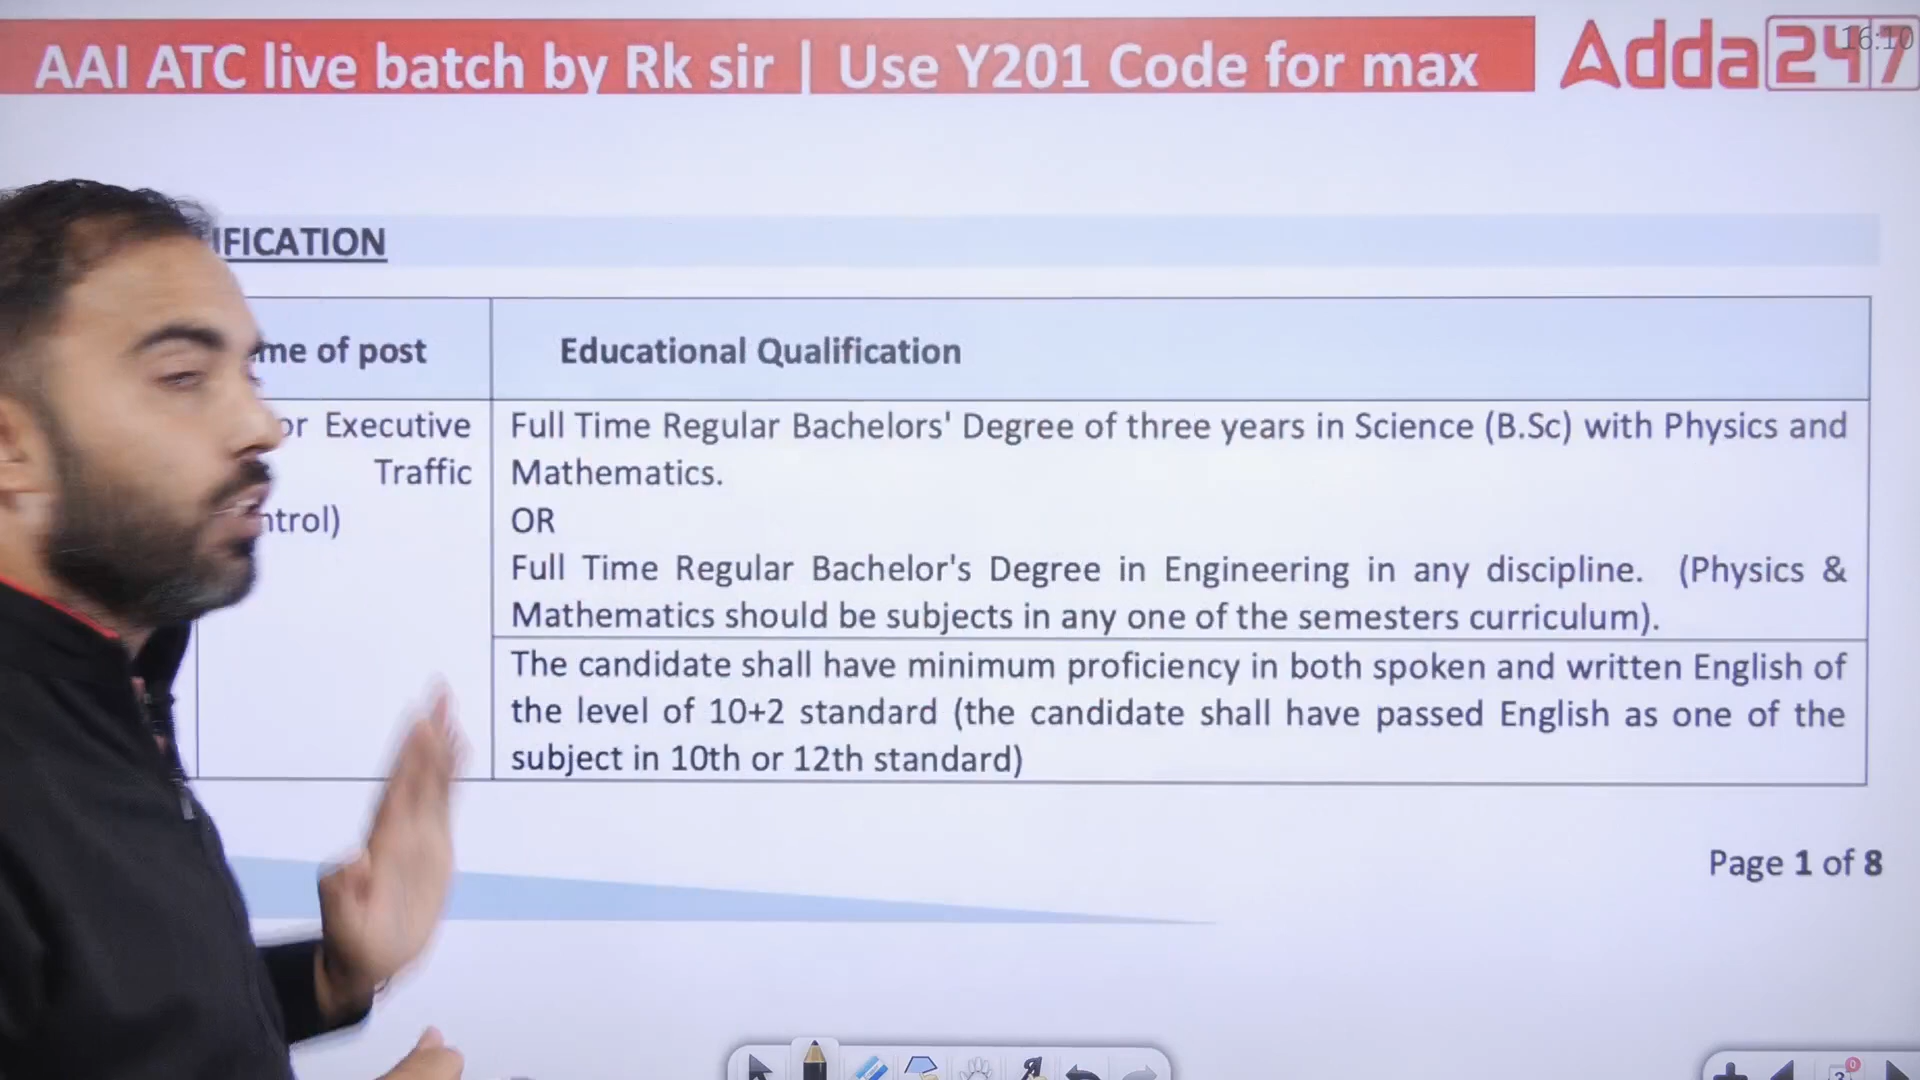 AAI ATC live batch by Rk sir | Use Y201 Code for max
Adda247
16:10
IFICATION
me of post
Educational Qualification
or Executive
Traffic
ntrol)
Full Time Regular Bachelors' Degree of three years in Science (B.Sc) with Physics and
Mathematics.
OR
Full Time Regular Bachelor's Degree in Engineering in any discipline. (Physics &
Mathematics should be subjects in any one of the semesters curriculum).
The candidate shall have minimum proficiency in both spoken and written English of
the level of 10+2 standard (the candidate shall have passed English as one of the
subject in 10th or 12th standard)
Page 1 of 8